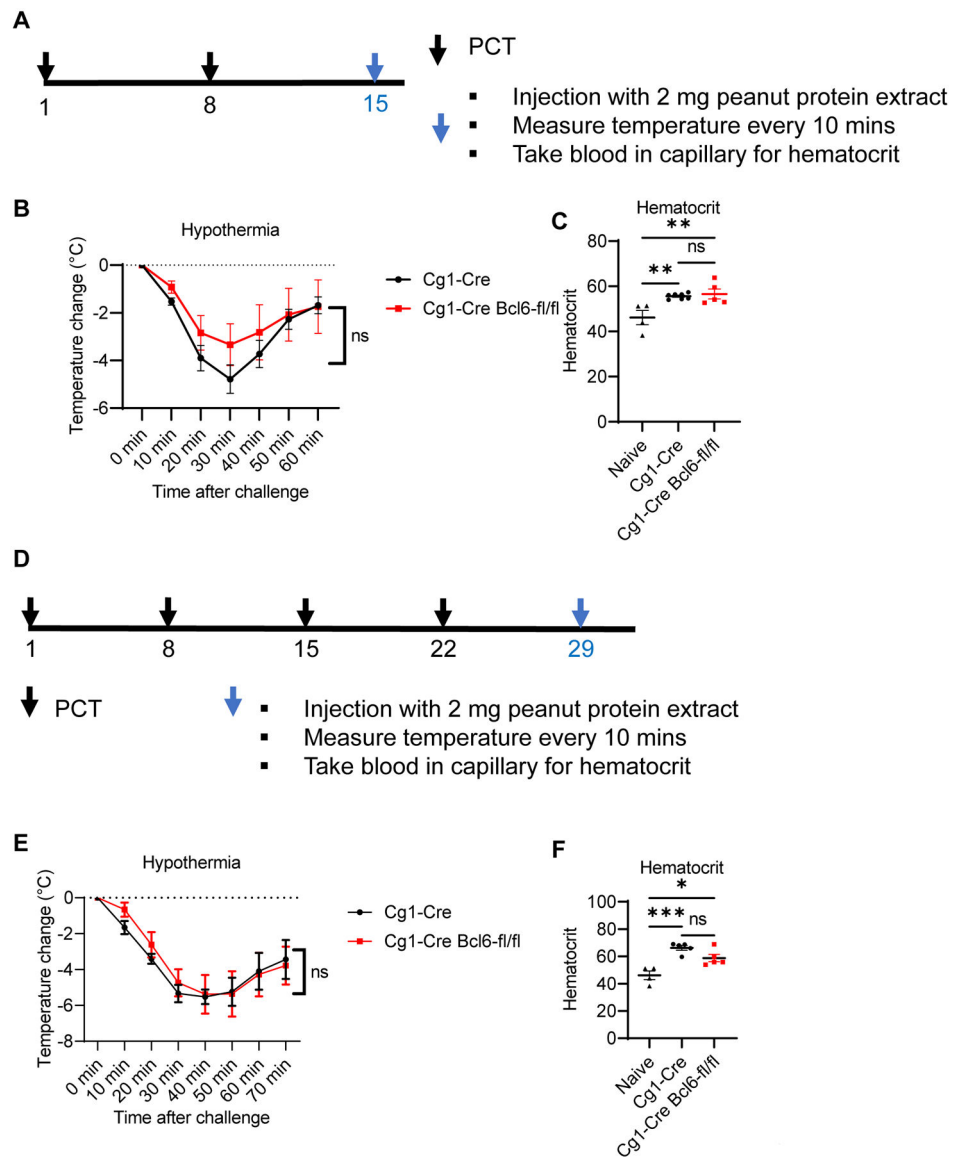 A
PCT
1 8 15
▪ Injection with 2 mg peanut protein extract
▪ Measure temperature every 10 mins
▪ Take blood in capillary for hematocrit
B
Hypothermia
Temperature change (°C)
0
-2
-4
-6
0 min
10 min
20 min
30 min
40 min
50 min
60 min
Time after challenge
Cg1-Cre
Cg1-Cre Bcl6-fl/fl
ns
C
Hematocrit
**
ns
**
Hematocrit
80
60
40
20
0
Naive
Cg1-Cre
Cg1-Cre Bcl6-fl/fl
D
1 8 15 22 29
PCT
▪ Injection with 2 mg peanut protein extract
▪ Measure temperature every 10 mins
▪ Take blood in capillary for hematocrit
E
Hypothermia
Temperature change (°C)
0
-2
-4
-6
-8
0 min
10 min
20 min
30 min
40 min
50 min
60 min
70 min
Time after challenge
Cg1-Cre
Cg1-Cre Bcl6-fl/fl
ns
F
Hematocrit
*
***
ns
Hematocrit
100
80
60
40
20
0
Naive
Cg1-Cre
Cg1-Cre Bcl6-fl/fl